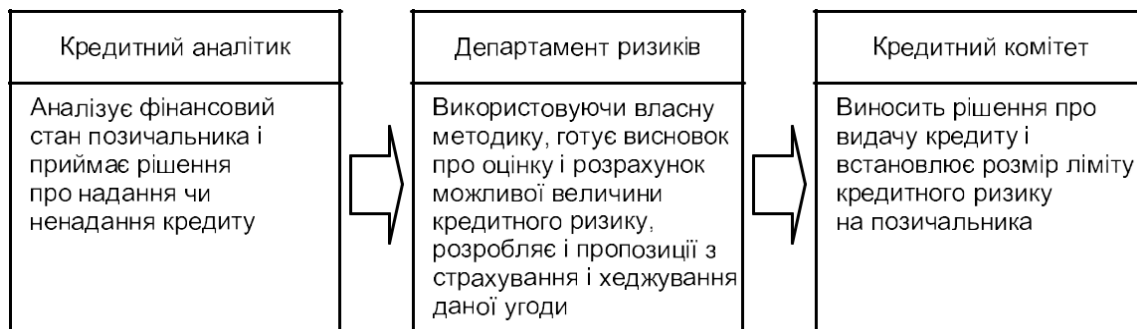 Кредитний аналітик
Аналізує фінансовий
стан позичальника і
приймає рішення
про надання чи
ненадання кредиту
Департамент ризиків
Використовуючи власну
методику, готує висновок
про оцінку і розрахунок
можливої величини
кредитного ризику,
розробляє і пропозиції з
страхування і хеджування
даної угоди
Кредитний комітет
Виносить рішення про
видачу кредиту і
встановлює розмір ліміту
кредитного ризику
на позичальника